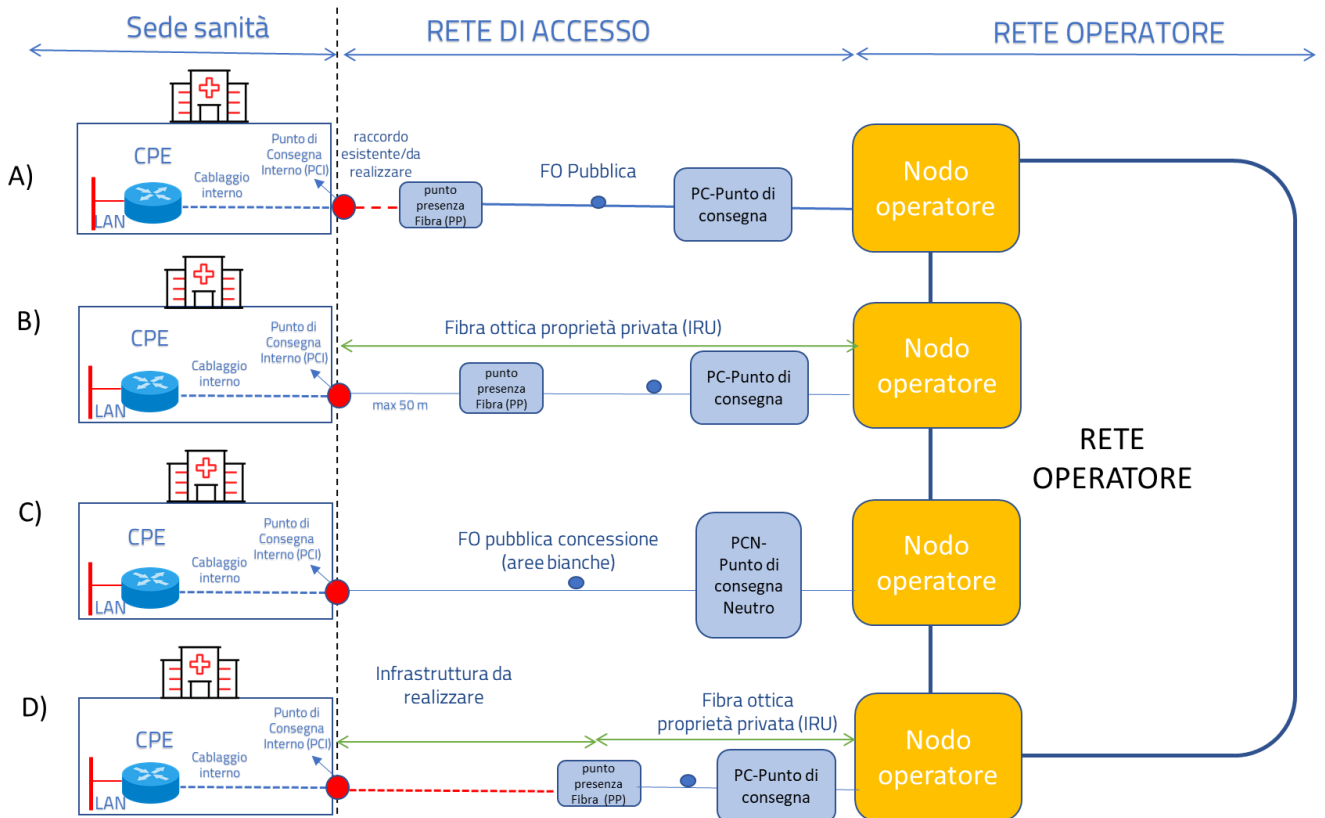 Sede sanità
RETE DI ACCESSO
RETE OPERATORE
A)
CPE
LAN
Cablaggio
interno
Punto di
Consegna
Interno (PCI)
raccordo
esistente/da
realizzare
punto
presenza
Fibra (PP)
FO Pubblica
PC-Punto di
consegna
Nodo
operatore
B)
CPE
LAN
Cablaggio
interno
Punto di
Consegna
Interno (PCI)
Fibra ottica proprietà privata (IRU)
max 50 m
punto
presenza
Fibra (PP)
PC-Punto di
consegna
Nodo
operatore
RETE
OPERATORE
C)
CPE
LAN
Cablaggio
interno
Punto di
Consegna
Interno (PCI)
FO pubblica concessione
(aree bianche)
PCN-
Punto di
consegna
Neutro
Nodo
operatore
D)
CPE
LAN
Cablaggio
interno
Punto di
Consegna
Interno (PCI)
Infrastruttura da
realizzare
punto
presenza
Fibra (PP)
Fibra ottica
proprietà privata (IRU)
PC-Punto di
consegna
Nodo
operatore